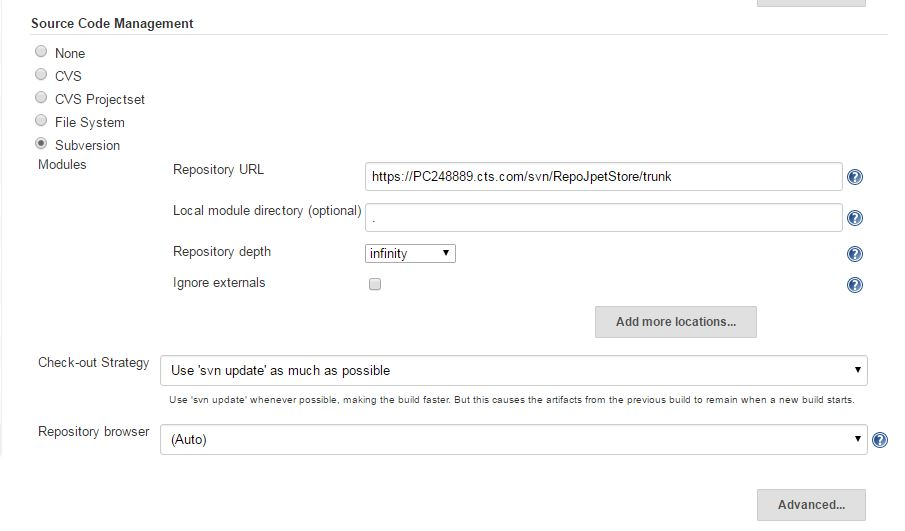 Source Code Management
None
CVS
CVS Projectset
File System
Subversion
Modules
Repository URL
https://PC248889.cts.com/svn/RepoJpetStore/trunk
?
Local module directory (optional)
.
?
Repository depth
infinity
?
Ignore externals
?
Add more locations...
Check-out Strategy
Use 'svn update' as much as possible
Use 'svn update' whenever possible, making the build faster. But this causes the artifacts from the previous build to remain when a new build starts.
Repository browser
(Auto)
?
Advanced...